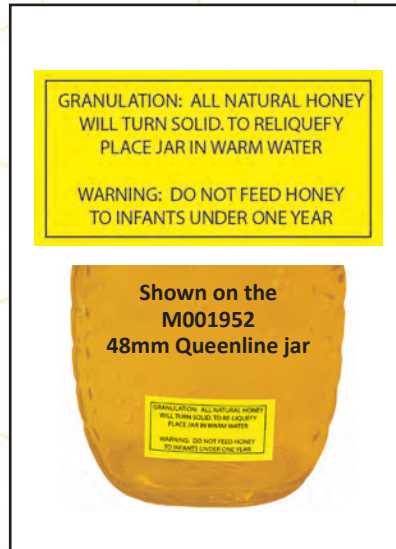 GRANULATION: ALL NATURAL HONEY
WILL TURN SOLID. TO RELIQUEFY
PLACE JAR IN WARM WATER
WARNING: DO NOT FEED HONEY
TO INFANTS UNDER ONE YEAR
Shown on the
M001952
48mm Queenline jar
GRANULATION: ALL NATURAL HONEY
WILL TURN SOLID. TO RE-LIQUEFY
PLACE JAR IN WARM WATER
WARNING: DO NOT FEED HONEY
TO INFANTS UNDER ONE YEAR